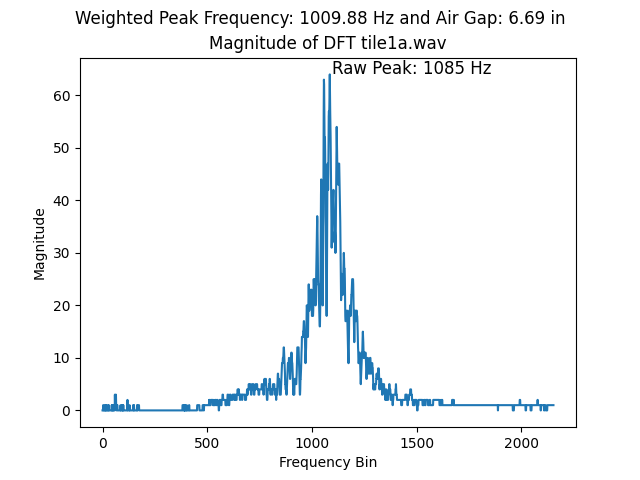 Weighted Peak Frequency: 1009.88 Hz and Air Gap: 6.69 in
Magnitude of DFT tile1a.wav
Raw Peak: 1085 Hz
60
50
40
30
20
10
0
Magnitude
0 500 1000 1500 2000
Frequency Bin